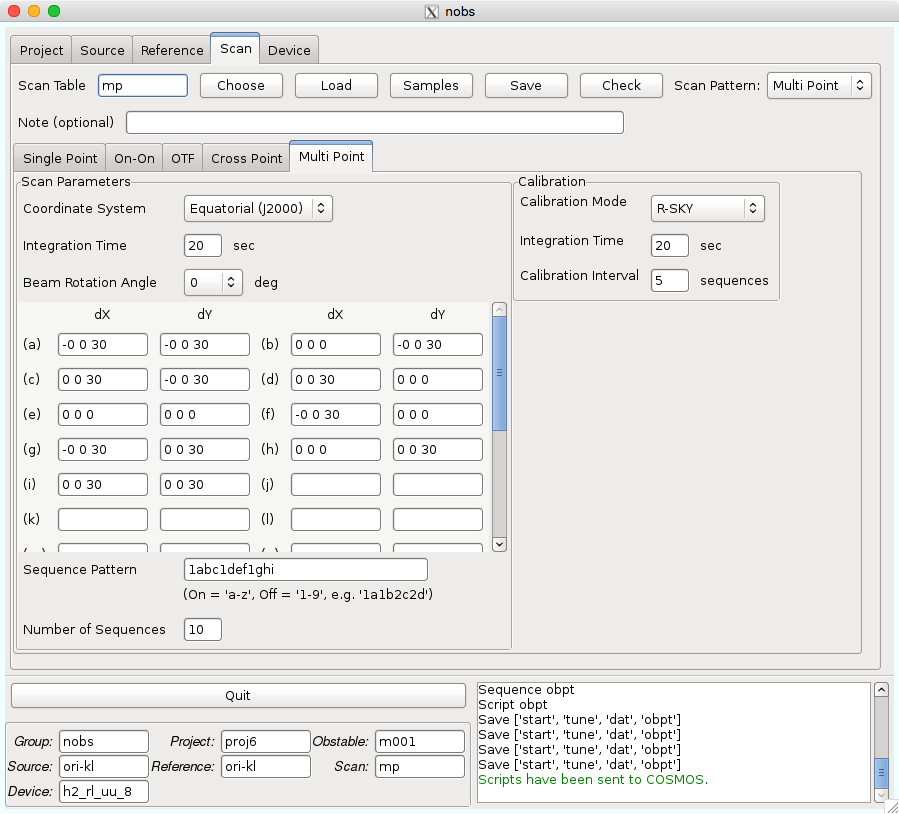 nobs
Project Source Reference Scan Device
Scan Table mp Choose Load Samples Save Check Scan Pattern: Multi Point
Note (optional)
Single Point On-On OTF Cross Point Multi Point
Scan Parameters
Coordinate System Equatorial (J2000)
Integration Time 20 sec
Beam Rotation Angle 0 deg
dX dY dX dY
(a) -0 0 30 -0 0 30 (b) 0 0 0 -0 0 30
(c) 0 0 30 -0 0 30 (d) 0 0 30 0 0 0
(e) 0 0 0 0 0 0 (f) -0 0 30 0 0 0
(g) -0 0 30 0 0 30 (h) 0 0 0 0 0 30
(i) 0 0 30 0 0 30 (j)
(k) (l)
Sequence Pattern 1abc1def1ghi
(On = 'a-z', Off = '1-9', e.g. '1a1b2c2d')
Number of Sequences 10
Calibration
Calibration Mode R-SKY
Integration Time 20 sec
Calibration Interval 5 sequences
Quit
Group: nobs Project: proj6 Obstable: m001
Source: ori-kl Reference: ori-kl Scan: mp
Device: h2_rl_uu_8
Sequence obpt
Script obpt
Save ['start', 'tune', 'dat', 'obpt']
Save ['start', 'tune', 'dat', 'obpt']
Save ['start', 'tune', 'dat', 'obpt']
Save ['start', 'tune', 'dat', 'obpt']
Scripts have been sent to COSMOS.